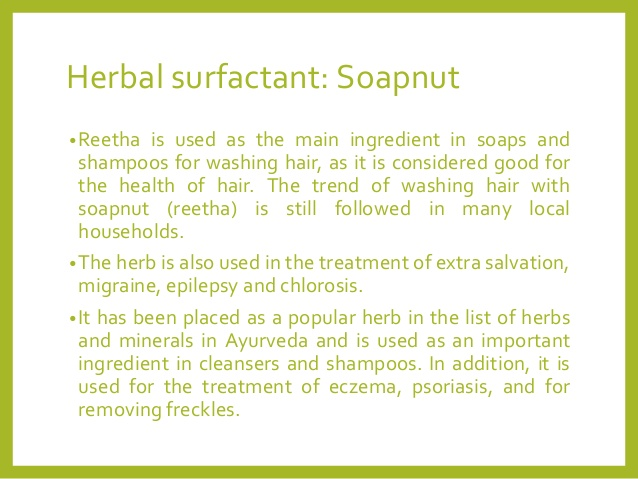 Herbal surfactant: Soapnut
•Reetha is used as the main ingredient in soaps and
shampoos for washing hair, as it is considered good for
the health of hair. The trend of washing hair with
soapnut (reetha) is still followed in many local
households.
•The herb is also used in the treatment of extra salvation,
migraine, epilepsy and chlorosis.
•It has been placed as a popular herb in the list of herbs
and minerals in Ayurveda and is used as an important
ingredient in cleansers and shampoos. In addition, it is
used for the treatment of eczema, psoriasis, and for
removing freckles.